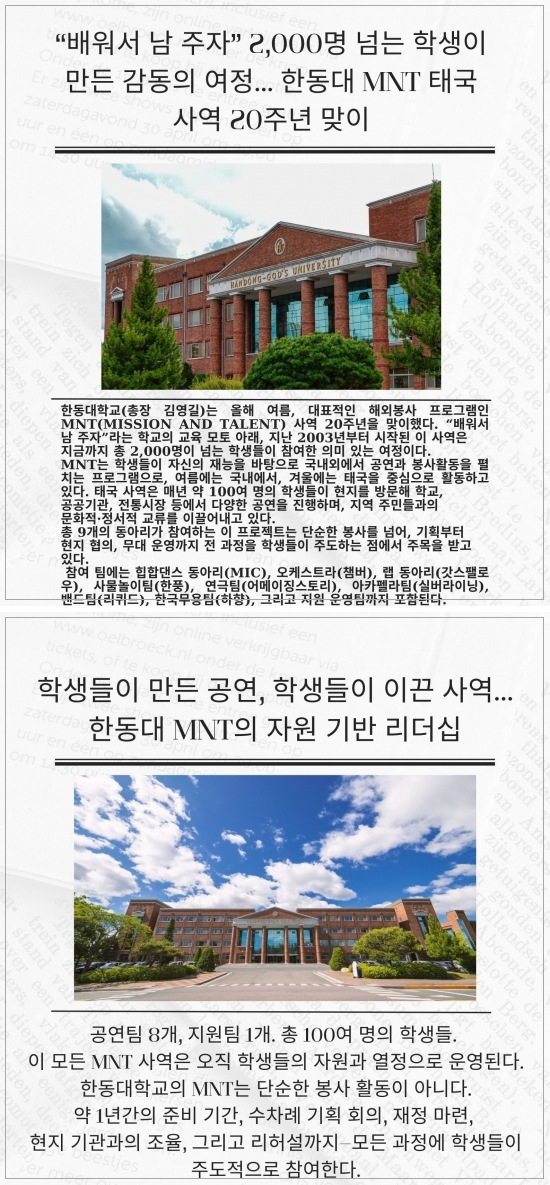 “배워서 남 주자” 2,000명 넘는 학생이
만든 감동의 여정... 한동대 MNT 태국
사역 20주년 맞이
HANDONG-GOD'S UNIVERSITY
한동대학교(총장 김영길)는 올해 여름, 대표적인 해외봉사 프로그램인
MNT(MISSION AND TALENT) 사역 20주년을 맞이했다. “배워서
남 주자”라는 학교의 교육 모토 아래, 지난 2003년부터 시작된 이 사역은
지금까지 총 2,000명이 넘는 학생들이 참여한 의미 있는 여정이다.
MNT는 학생들이 자신의 재능을 바탕으로 국내외에서 공연과 봉사활동을 펼
치는 프로그램으로, 여름에는 국내에서, 겨울에는 태국을 중심으로 활동하고
있다. 태국 사역은 매년 약 100여 명의 학생들이 현지를 방문해 학교,
공공기관, 전통시장 등에서 다양한 공연을 진행하며, 지역 주민들과의
문화적·정서적 교류를 이끌어내고 있다.
총 9개의 동아리가 참여하는 이 프로젝트는 단순한 봉사를 넘어, 기획부터
현지 협의, 무대 운영까지 전 과정을 학생들이 주도하는 점에서 주목을 받고
있다.
참여 팀에는 힙합댄스 동아리(MIC), 오케스트라(챔버), 랩 동아리(갓스팰로
우), 사물놀이팀(한풍), 연극팀(어메이징스토리), 아카펠라팀(실버라이닝),
밴드팀(리퀴드), 한국무용팀(하향), 그리고 지원 운영팀까지 포함된다.
학생들이 만든 공연, 학생들이 이끈 사역...
한동대 MNT의 자원 기반 리더십
공연팀 8개, 지원팀 1개. 총 100여 명의 학생들.
이 모든 MNT 사역은 오직 학생들의 자원과 열정으로 운영된다.
한동대학교의 MNT는 단순한 봉사 활동이 아니다.
약 1년간의 준비 기간, 수차례 기획 회의, 재정 마련,
현지 기관과의 조율, 그리고 리허설까지—모든 과정에 학생들이
주도적으로 참여한다.